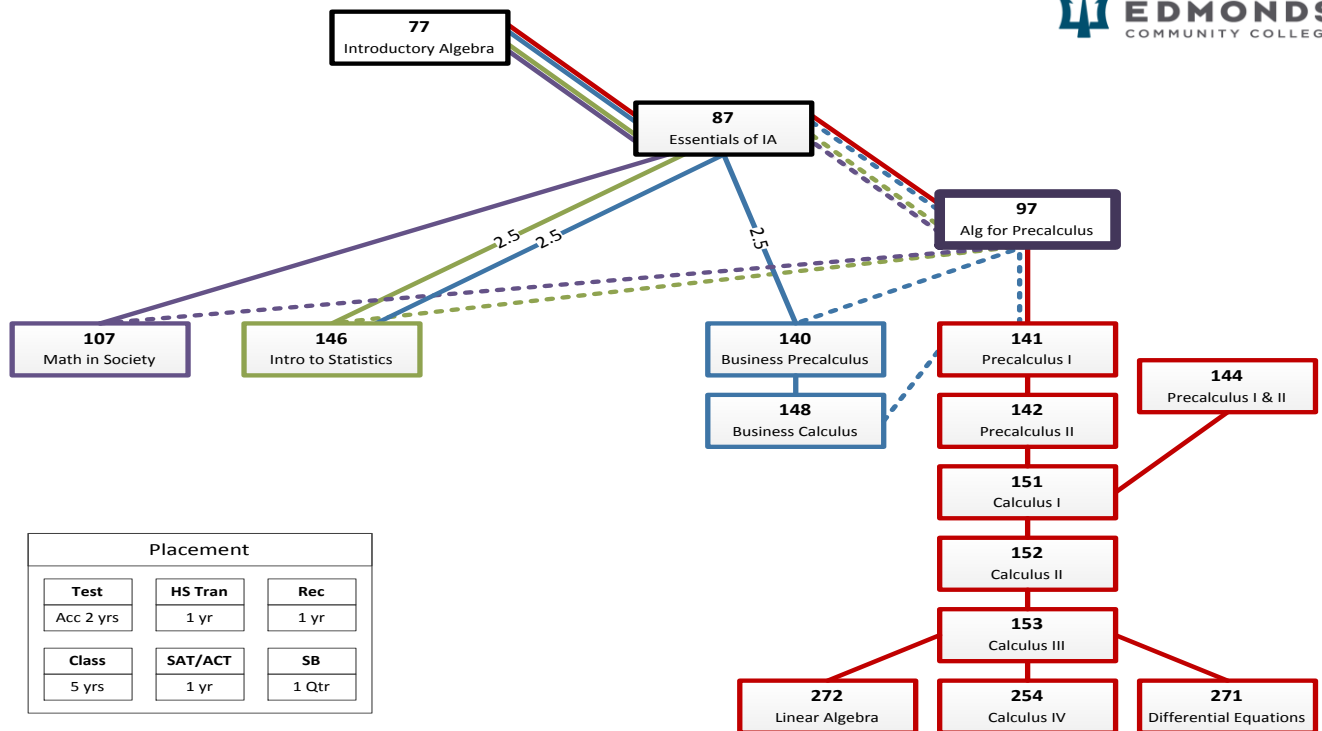 EDMONDS
COMMUNITY COLLEG
77
Introductory Algebra
87
Essentials of IA
97
Alg for Precalculus
2.5
2.5
2.5
107
Math in Society
146
Intro to Statistics
140
Business Precalculus
141
Precalculus I
144
Precalculus I & II
148
Business Calculus
142
Precalculus II
151
Calculus I
152
Calculus II
153
Calculus III
272
Linear Algebra
254
Calculus IV
271
Differential Equations
Placement
Test
Acc 2 yrs
HS Tran
1 yr
Rec
1 yr
Class
5 yrs
SAT/ACT
1 yr
SB
1 Qtr